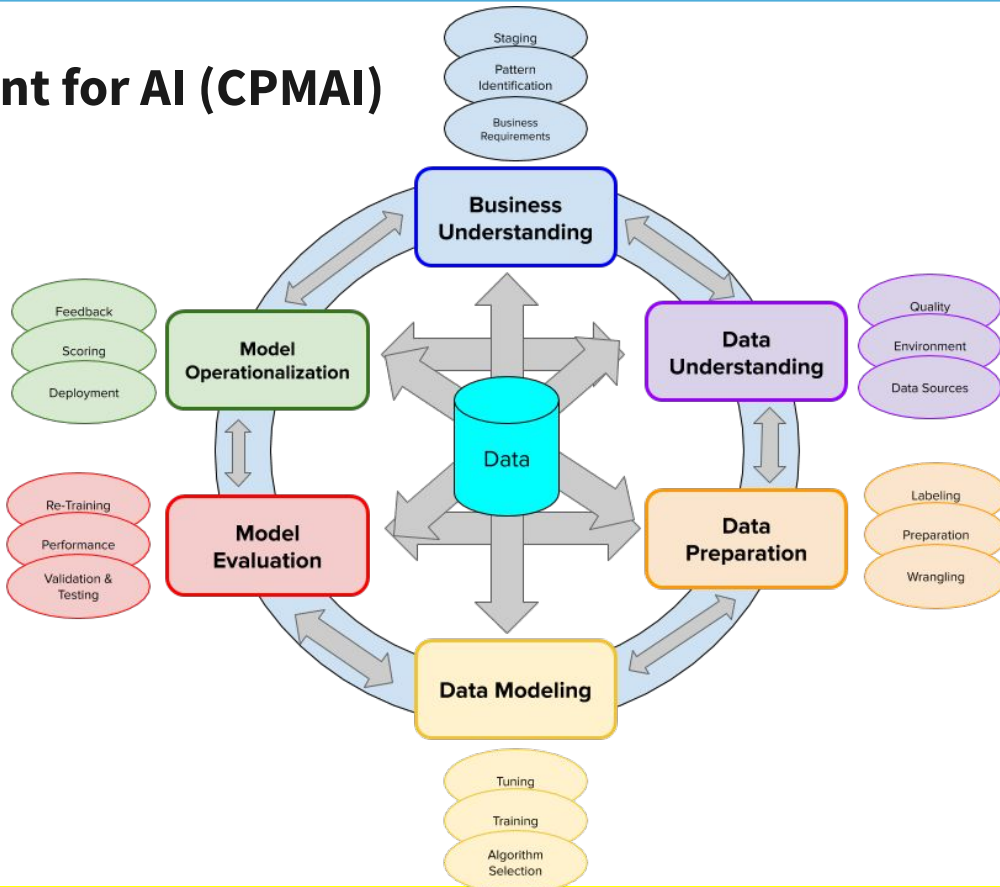 nt for AI (CPMAI)
Staging
Pattern
Identification
Business
Requirements
Business
Understanding
Feedback
Scoring
Deployment
Model
Operationalization
Data
Understanding
Quality
Environment
Data Sources
Data
Re-Training
Performance
Validation &
Testing
Model
Evaluation
Data
Preparation
Labeling
Preparation
Wrangling
Data Modeling
Tuning
Training
Algorithm
Selection